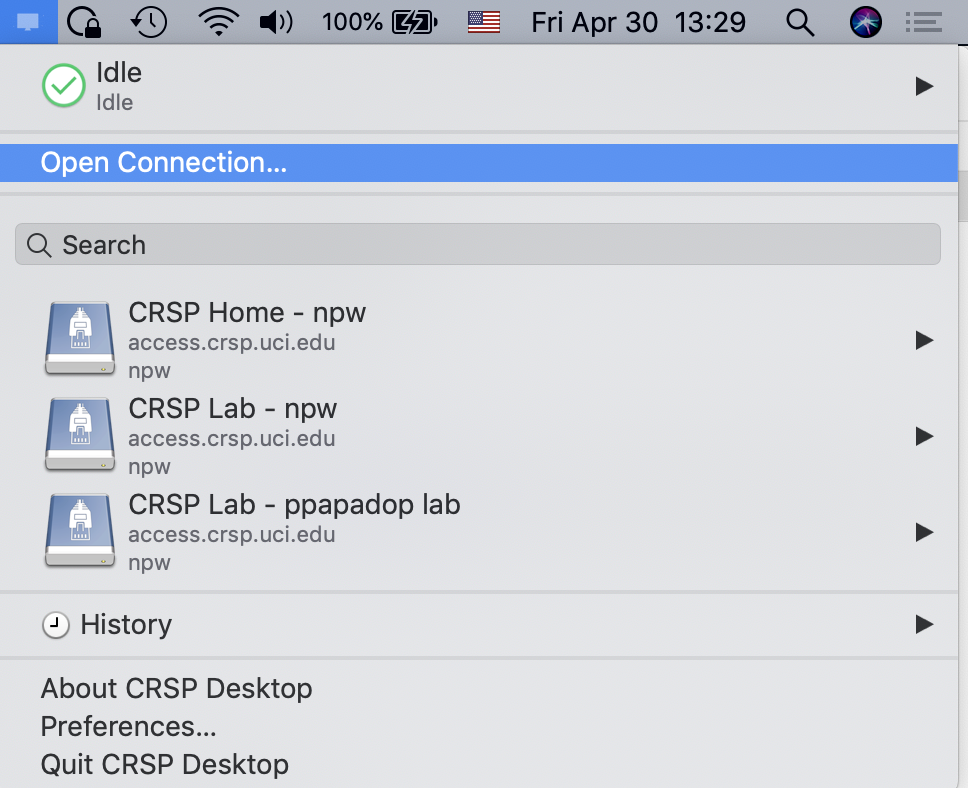 100%
Fri Apr 30 13:29
Idle
Idle
Open Connection...
Search
CRSP Home - npw
access.crsp.uci.edu
npw
CRSP Lab - npw
access.crsp.uci.edu
npw
CRSP Lab - ppapadop lab
access.crsp.uci.edu
npw
History
About CRSP Desktop
Preferences...
Quit CRSP Desktop